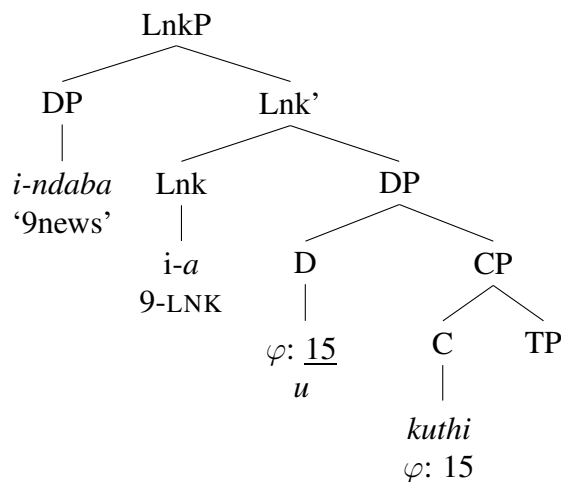 LnkP
DP Lnk’
i-ndaba Lnk DP
‘9news’
i-a D CP
9-LNK
φ: 15 C TP
u
kuthi
φ: 15